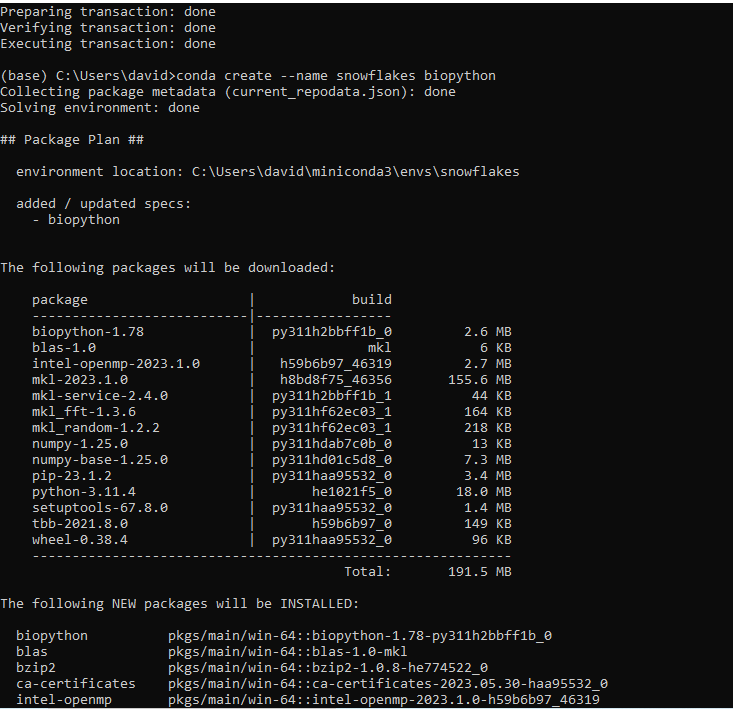 Preparing transaction: done
Verifying transaction: done
Executing transaction: done
(base) C:\Users\david>conda create --name snowflakes biopython
Collecting package metadata (current_repodata.json): done
Solving environment: done
## Package Plan ##
  environment location: C:\Users\david\miniconda3\envs\snowflakes
  added / updated specs:
    - biopython
The following packages will be downloaded:
    package                    |            build
    ---------------------------|-----------------
    biopython-1.78             |  py311h2bbff1b_0         2.6 MB
    blas-1.0                   |              mkl           6 KB
    intel-openmp-2023.1.0      |   h59b6b97_46319         2.7 MB
    mkl-2023.1.0               |   h8bd8f75_46356       155.6 MB
    mkl-service-2.4.0          |  py311h2bbff1b_1          44 KB
    mkl_fft-1.3.6              |  py311hf62ec03_1         164 KB
    mkl_random-1.2.2           |  py311hf62ec03_1         218 KB
    numpy-1.25.0               |  py311hdab7c0b_0          13 KB
    numpy-base-1.25.0          |  py311hd01c5d8_0         7.3 MB
    pip-23.1.2                 |  py311haa95532_0         3.4 MB
    python-3.11.4              |       he1021f5_0        18.0 MB
    setuptools-67.8.0          |  py311haa95532_0         1.4 MB
    tbb-2021.8.0               |       h59b6b97_0         149 KB
    wheel-0.38.4               |  py311haa95532_0          96 KB
    ------------------------------------------------------------
                                           Total:       191.5 MB
The following NEW packages will be INSTALLED:
  biopython          pkgs/main/win-64::biopython-1.78-py311h2bbff1b_0
  blas               pkgs/main/win-64::blas-1.0-mkl
  bzip2              pkgs/main/win-64::bzip2-1.0.8-he774522_0
  ca-certificates    pkgs/main/win-64::ca-certificates-2023.05.30-haa95532_0
  intel-openmp       pkgs/main/win-64::intel-openmp-2023.1.0-h59b6b97_46319